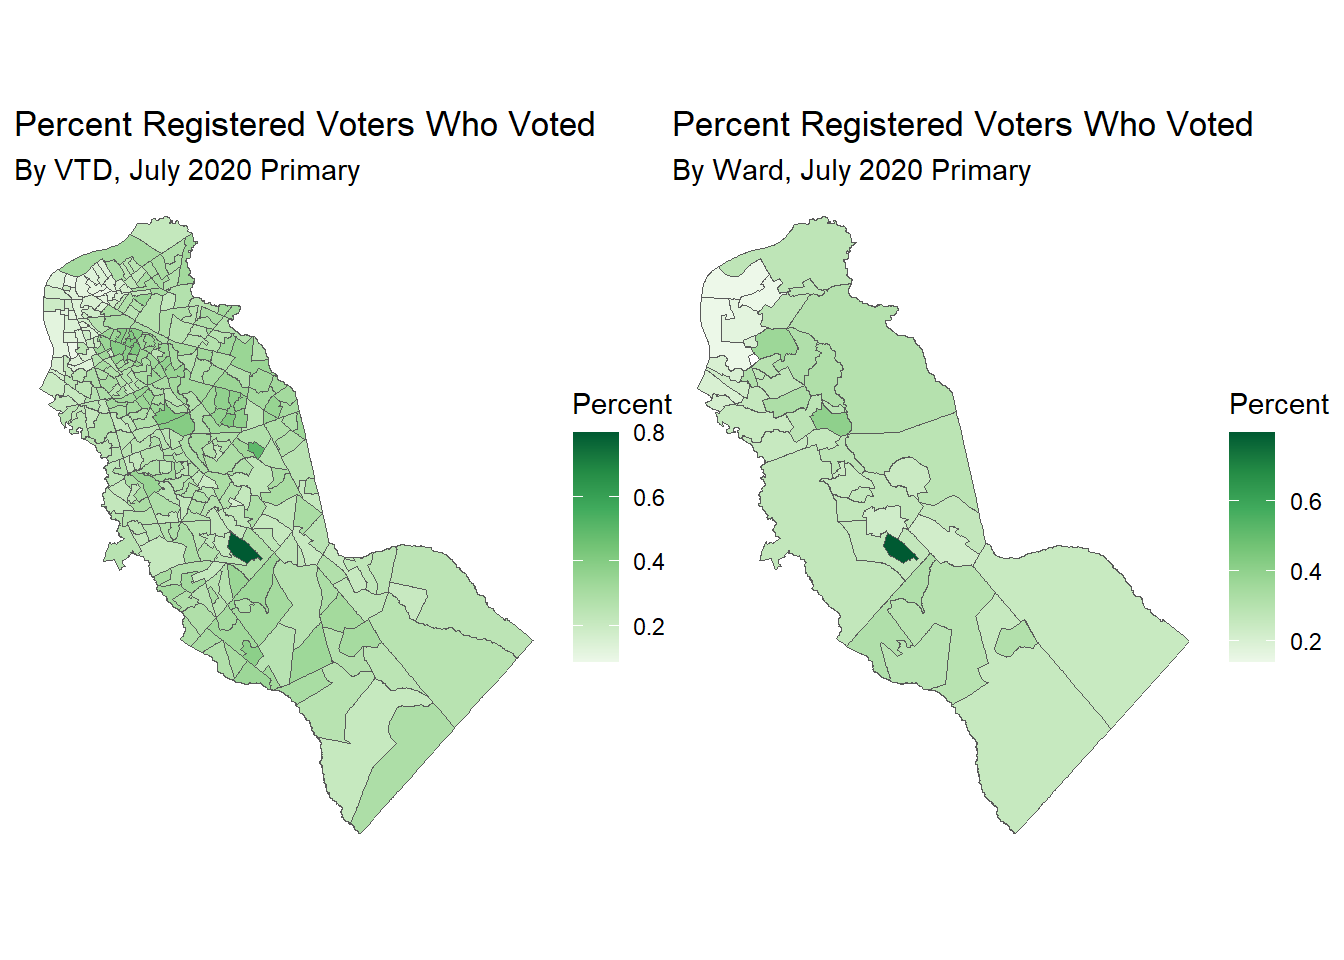 Percent Registered Voters Who Voted
By VTD, July 2020 Primary
Percent
0.8
0.6
0.4
0.2
Percent Registered Voters Who Voted
By Ward, July 2020 Primary
Percent
0.6
0.4
0.2